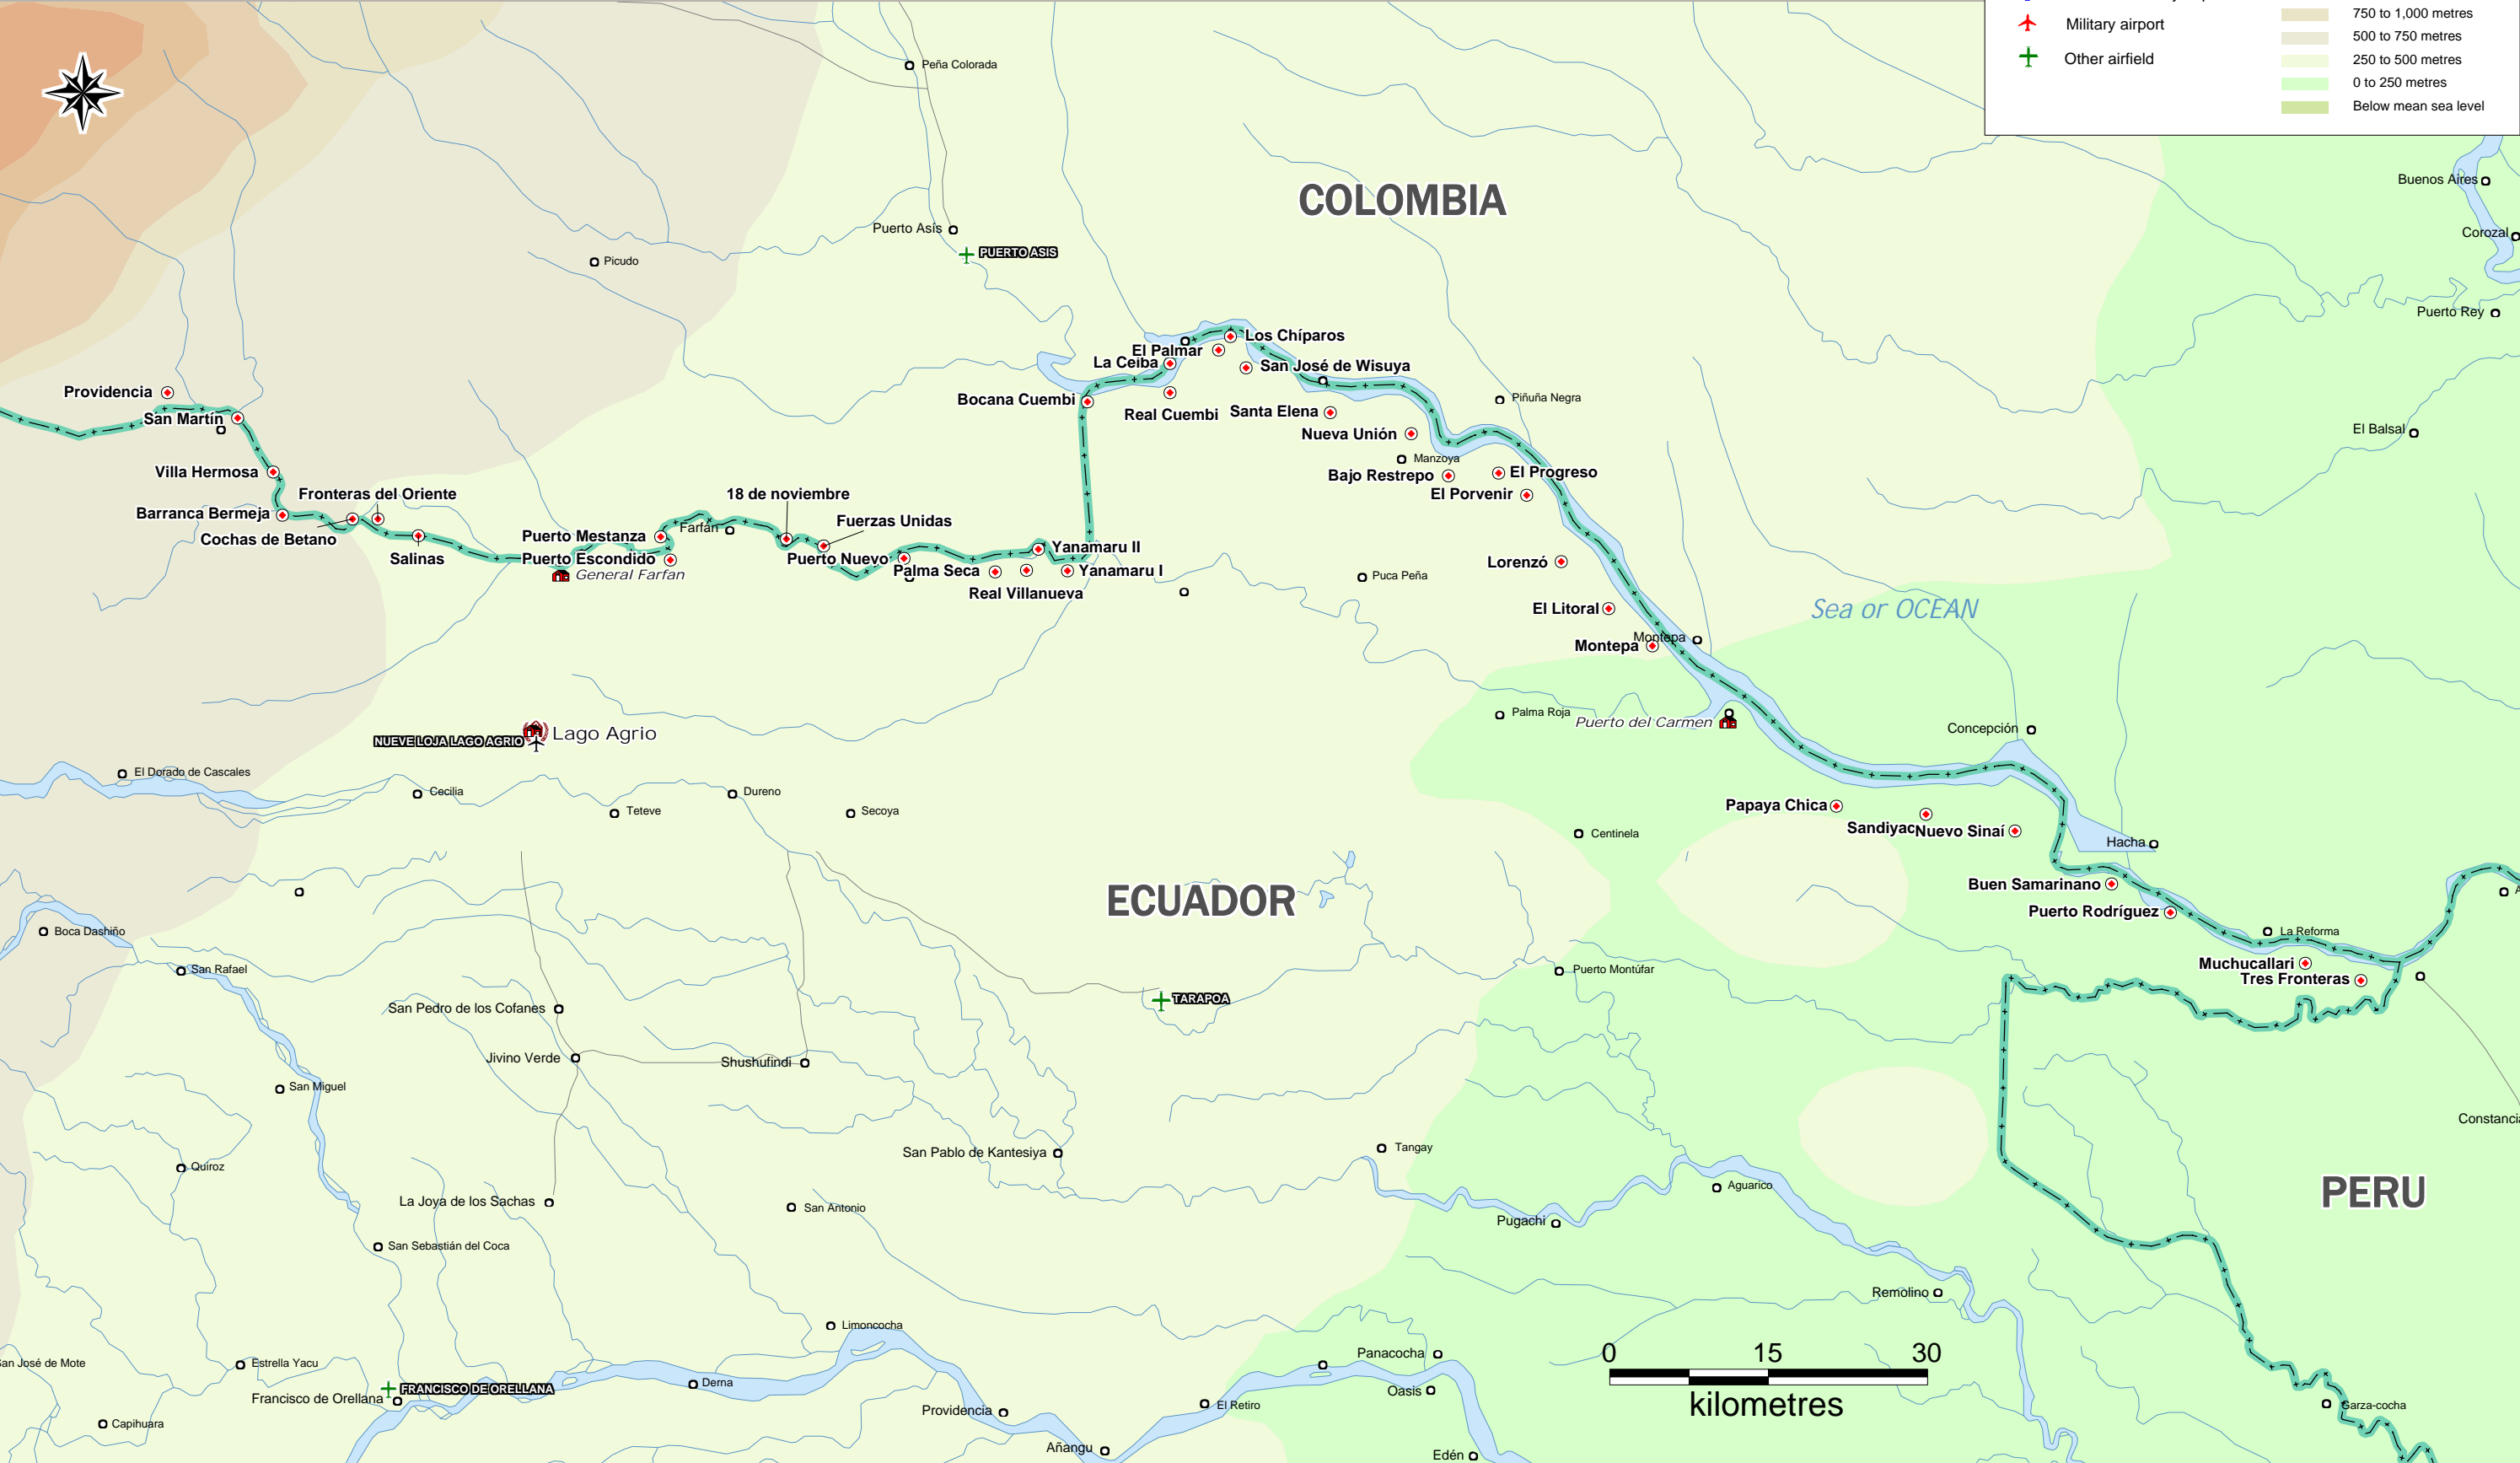 750 to 1,000 metres
Military airport
500 to 750 metres
Other airfield
250 to 500 metres
0 to 250 metres
Below mean sea level
Peña Colorada
COLOMBIA
Buenos Aires
Puerto Asís
Corozal
PUERTO ASIS
Picudo
Puerto Rey
Los Chíparos
El Palmar
La Ceiba
San José de Wisuya
Providencia
Bocana Cuembi
Piñuña Negra
San Martín
Real Cuembi
Santa Elena
El Balsal
Nueva Unión
Manzoya
Villa Hermosa
Bajo Restrepo
El Progreso
Fronteras del Oriente
18 de noviembre
El Porvenir
Barranca Bermeja
Fuerzas Unidas
Farfán
Cochas de Betano
Puerto Mestanza
Yanamaru II
Salinas
Puerto Escondido
Puerto Nuevo
Lorenzó
General Farfan
Palma Seca
Yanamaru I
Puca Peña
Real Villanueva
El Litoral
Sea or OCEAN
Montepa
Montepa
Palma Roja
Puerto del Carmen
Concepción
Lago Agrio
NUEVE LOJA LAGO AGRIO
El Dorado de Cascales
Cecilia
Dureno
Papaya Chica
Teteve
Secoya
Sandiyac
Nuevo Sinaí
Centinela
Hacha
Buen Samarinano
ECUADOR
A
Puerto Rodríguez
Boca Dashiño
La Reforma
San Rafael
Puerto Montúfar
Muchucallari
Tres Fronteras
TARAPOA
San Pedro de los Cofanes
Jivino Verde
Shushufindi
San Miguel
Constancia
San Pablo de Kantesiya
Tangay
Quiroz
Aguarico
PERU
La Joya de los Sachas
San Antonio
Pugachi
San Sebastián del Coca
Remolino
Limoncocha
0 15 30
Panacocha
an José de Mote
Estrella Yacu
Derna
FRANCISCO DE ORELLANA
Oasis
Francisco de Orellana
kilometres
El Retiro
Garza-cocha
Providencia
Capihuara
Añangu
Edén